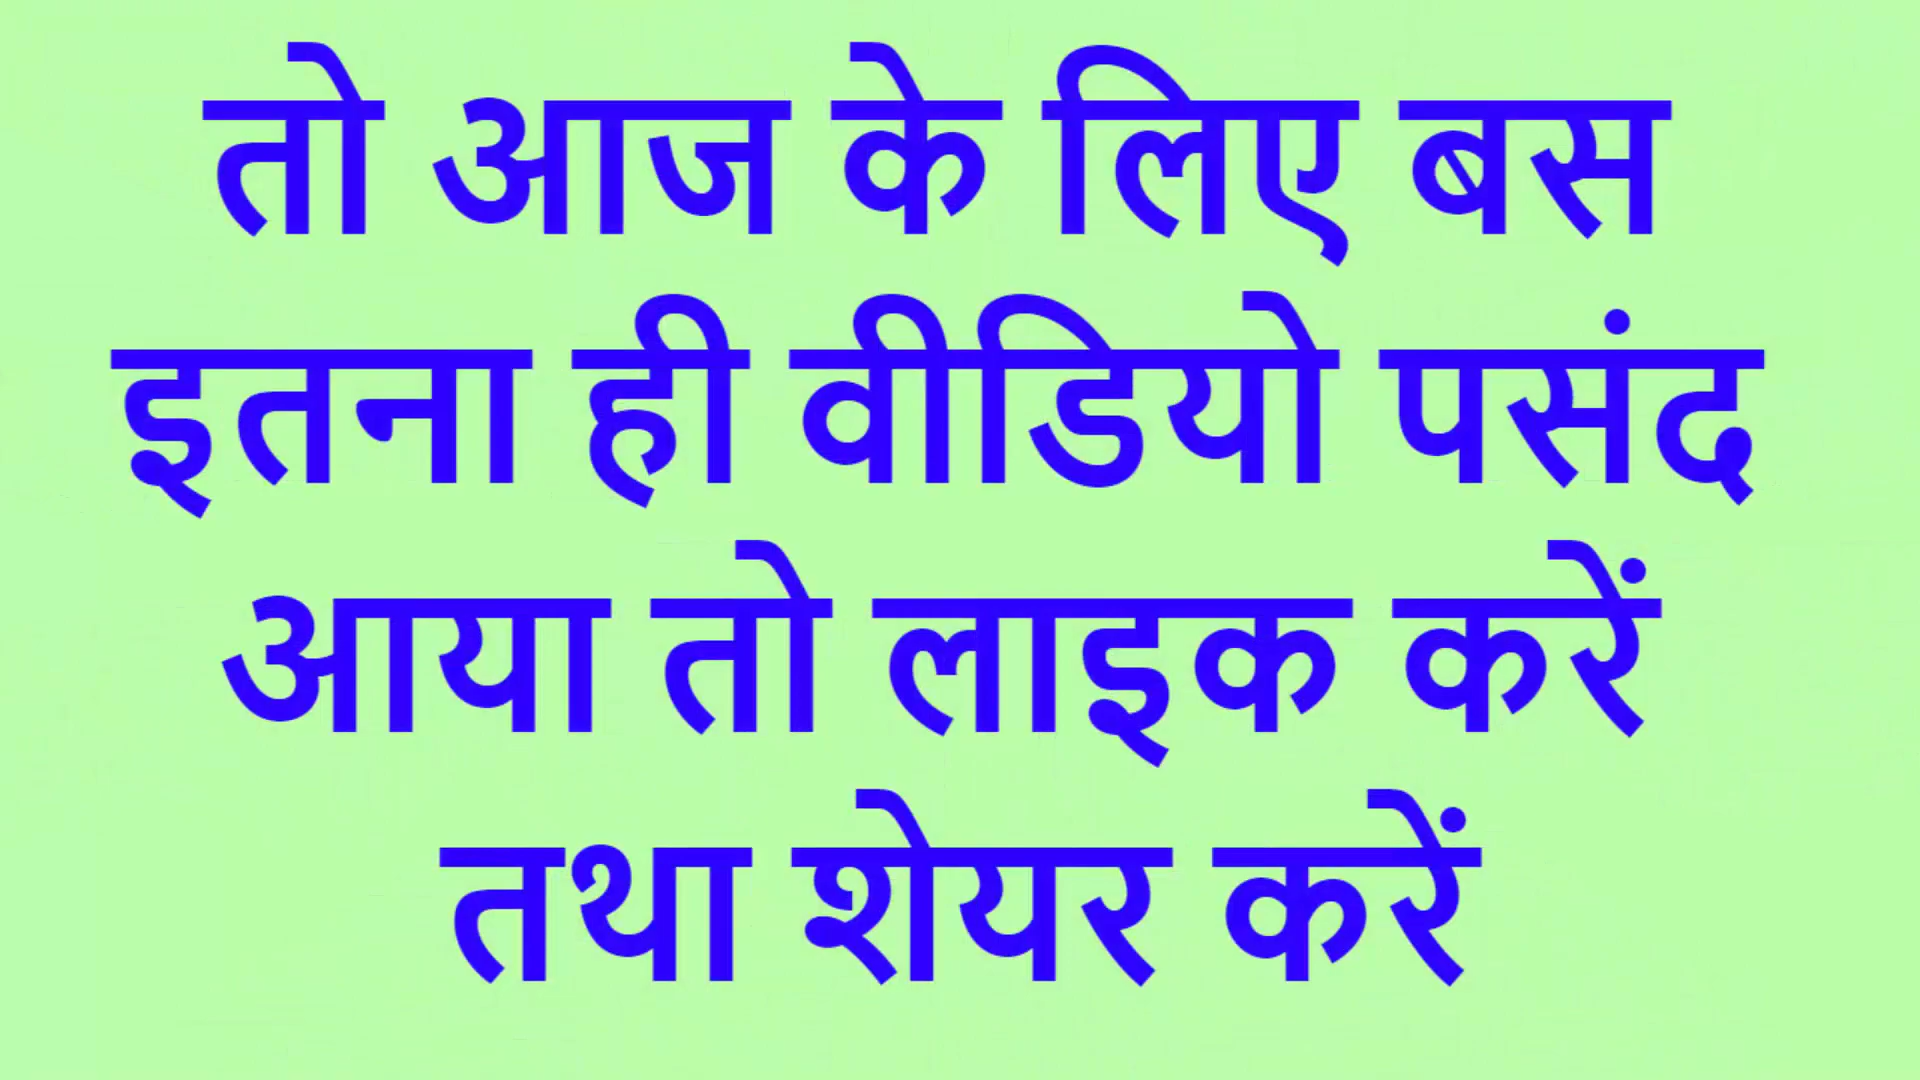 तो आज के लिए बस
इतना ही वीडियो पसंद
आया तो लाइक करें
तथा शेयर करें